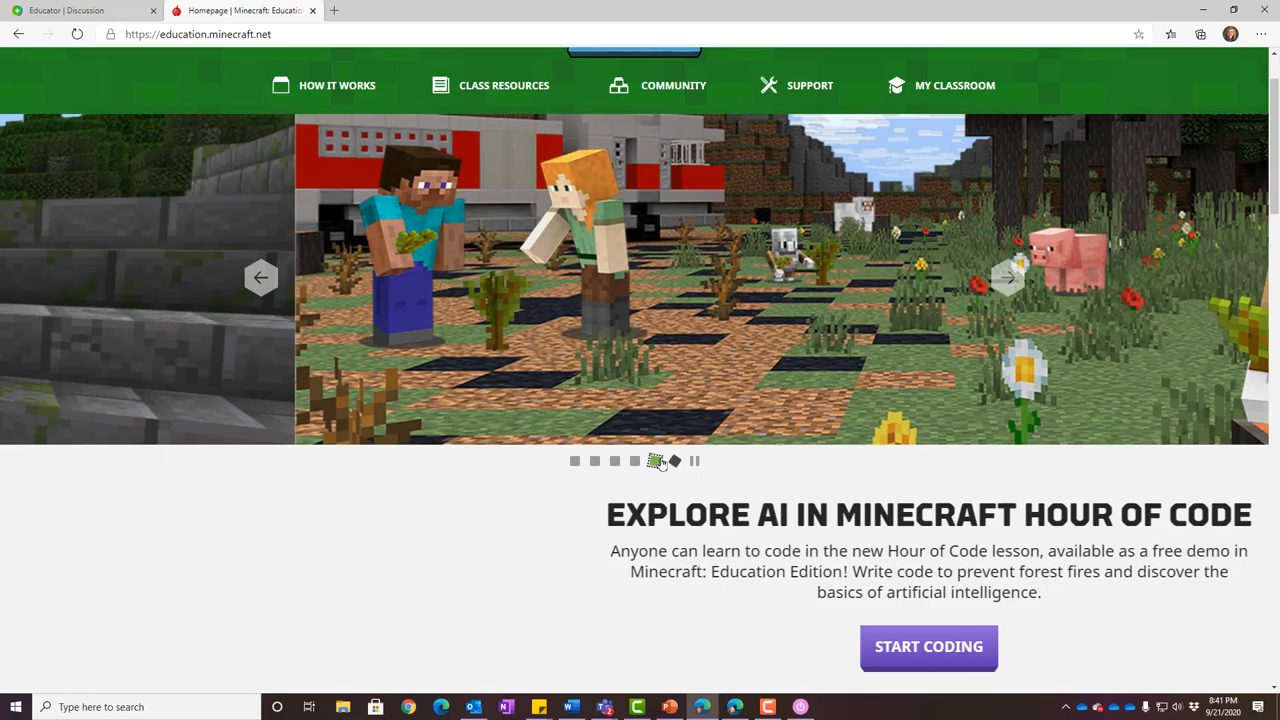 Educator | Discussion
Homepage | Minecraft: Educatio
https://education.minecraft.net
HOW IT WORKS
CLASS RESOURCES
COMMUNITY
SUPPORT
MY CLASSROOM
EXPLORE AI IN MINECRAFT HOUR OF CODE
Anyone can learn to code in the new Hour of Code lesson, available as a free demo in
Minecraft: Education Edition! Write code to prevent forest fires and discover the
basics of artificial intelligence.
START CODING
Type here to search
8:41 PM
9/21/2020